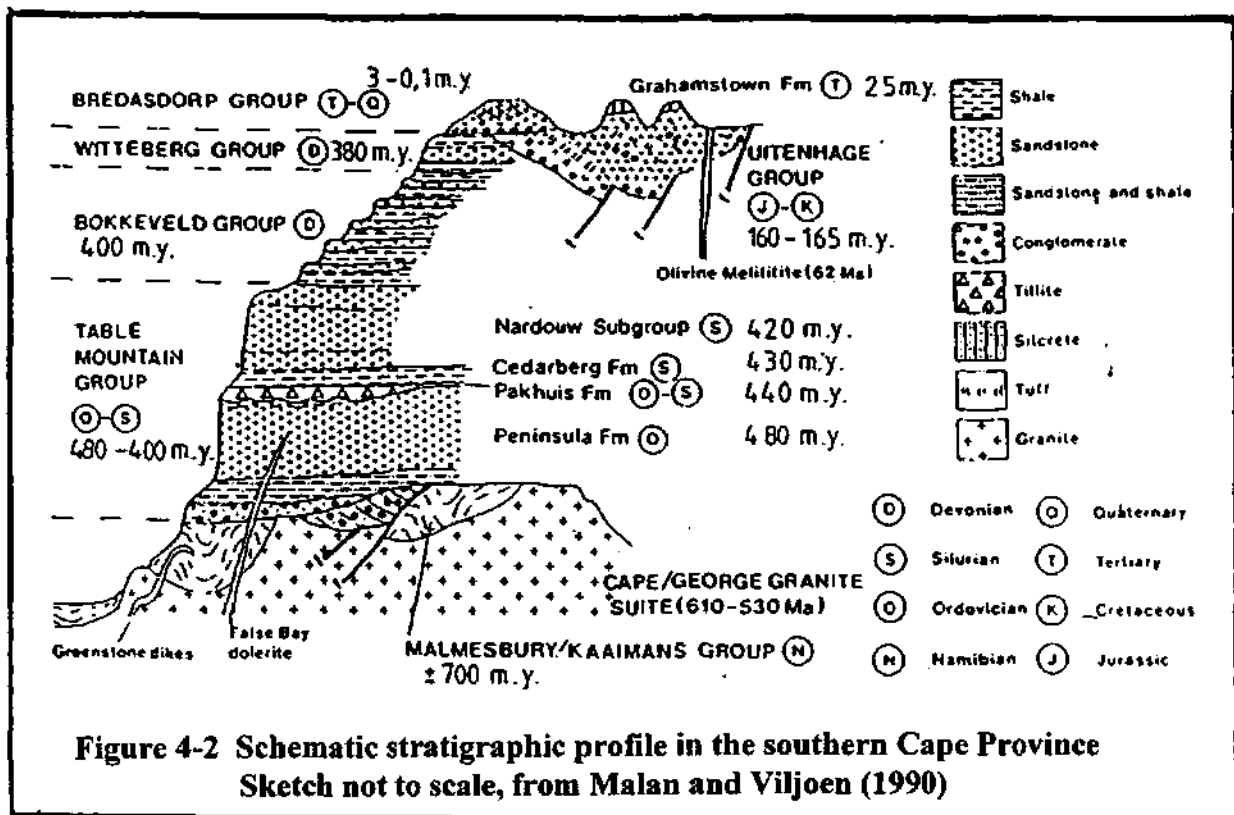 3-0,1 m.y.
BREDASDORP GROUP (T)-(Q)
WITTEBERG GROUP (D) 380 m.y.
BOKKEVELD GROUP (D)
400 m.y.
TABLE
MOUNTAIN
GROUP
(O)-(S)
480-400 m.y.
Grahamstown Fm (T) 25 m.y.
UITENHAGE
GROUP
(J)-(K)
160-165 m.y.
Olivine Melilitite (62 Ma)
Nardouw Subgroup (S) 420 m.y.
Cedarberg Fm (S) 430 m.y.
Pakhuis Fm (O)-(S) 440 m.y.
Peninsula Fm (O) 480 m.y.
CAPE/GEORGE GRANITE
SUITE (610-530 Ma)
MALMESBURY/KAAIMANS GROUP (N)
±700 m.y.
Greenstone dikes
False Bay
dolerite
Shale
Sandstone
Sandstone and shale
Conglomerate
Tillite
Silcrete
Tuff
Granite
(D) Devonian
(S) Silurian
(O) Ordovician
(N) Namibian
(Q) Quaternary
(T) Tertiary
(K) Cretaceous
(J) Jurassic
Figure 4-2 Schematic stratigraphic profile in the southern Cape Province
Sketch not to scale, from Malan and Viljoen (1990)